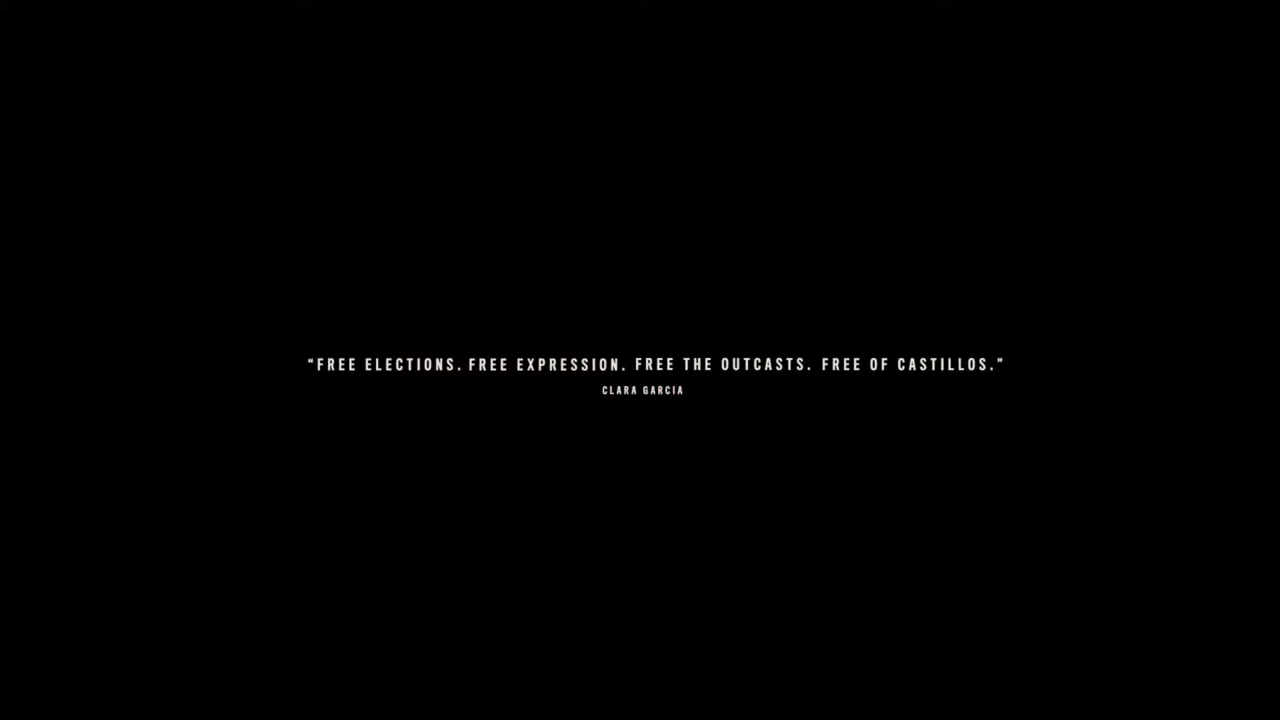 “FREE ELECTIONS. FREE EXPRESSION. FREE THE OUTCASTS. FREE OF CASTILLOS.”
CLARA GARCIA